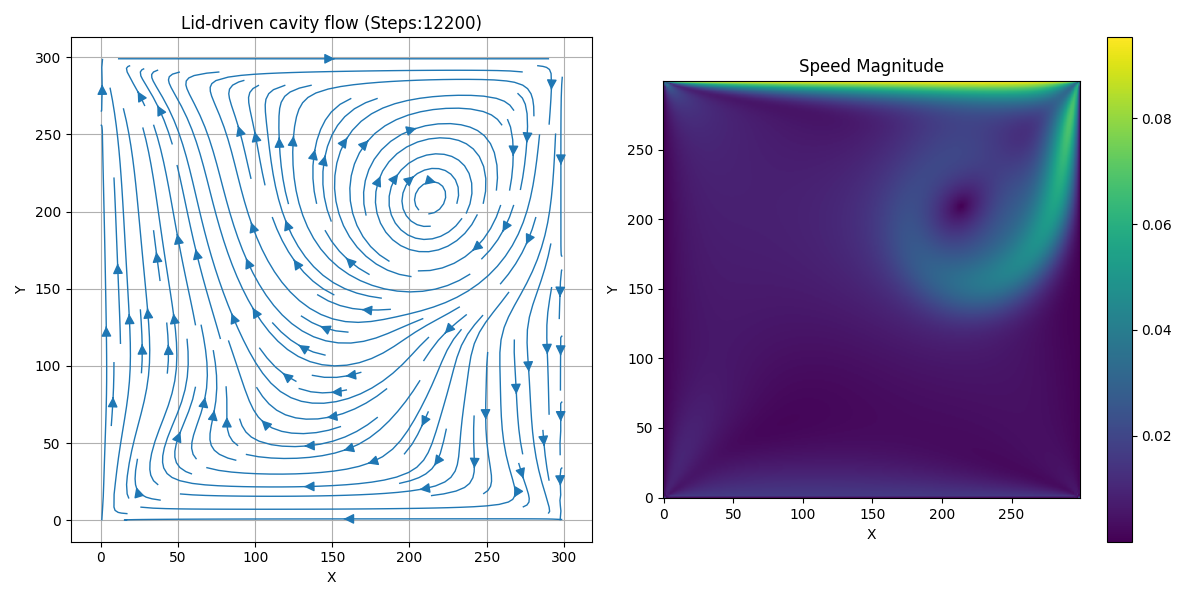 Lid-driven cavity flow (Steps:12200)
300
250
200
150
100
50
0
Y
0 50 100 150 200 250 300
X
Speed Magnitude
250
200
150
100
50
0
Y
0 50 100 150 200 250
X
0.08
0.06
0.04
0.02